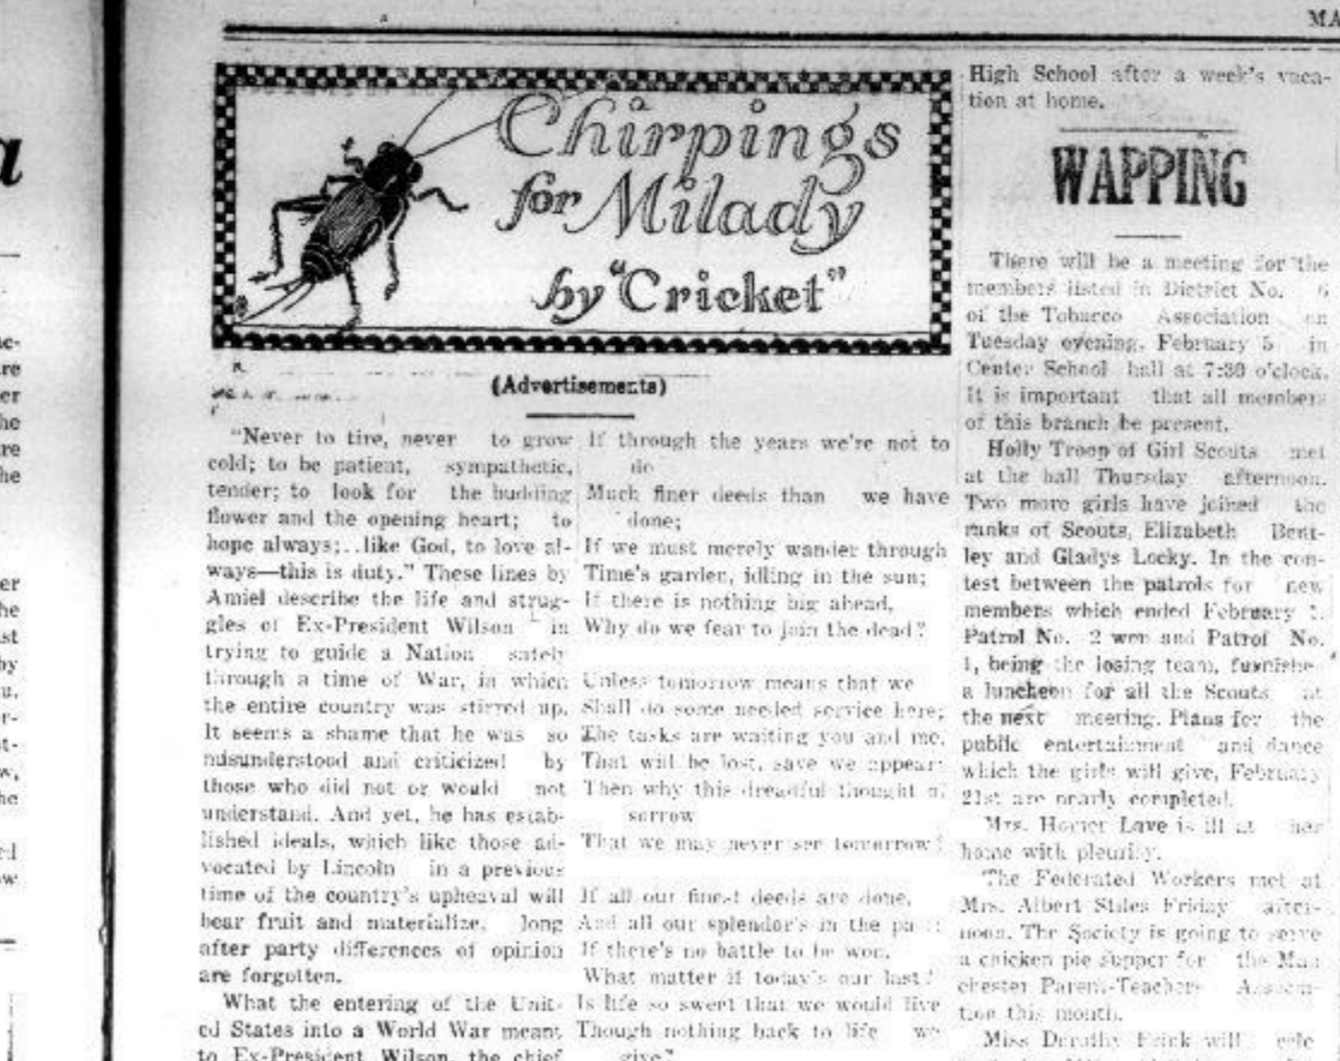 MA
High School after a week's vaca-
tion at home.
Chirpings
for Milady
by "Cricket"
(Advertisements)
"Never to tire, never to grow
cold; to be patient, sympathetic,
tender; to look for the budding
flower and the opening heart; to
hope always;..like God, to love al-
ways—this is duty." These lines by
Amiel describe the life and strug-
gles of Ex-President Wilson in
trying to guide a Nation safely
through a time of War, in which
the entire country was stirred up.
It seems a shame that he was so
misunderstood and criticized by
those who did not or would not
understand. And yet, he has estab-
lished ideals, which like those ad-
vocated by Lincoln in a previous
time of the country's upheaval will
bear fruit and materialize, long
after party differences of opinion
are forgotten.
What the entering of the Unit-
ed States into a World War meant
to Ex-President Wilson, the chief
If through the years we're not to
do
Much finer deeds than we have
done;
If we must merely wander through
Time's garden, idling in the sun;
If there is nothing big ahead,
Why do we fear to join the dead?
Unless tomorrow means that we
Shall do some needed service here;
The tasks are waiting you and me,
That will be lost, save we appear;
Then why this dreadful thought of
sorrow
That we may never see tomorrow?
If all our finest deeds are done,
And all our splendor's in the past;
If there's no battle to be won,
What matter if today's our last?
Is life so sweet that we would live
Though nothing back to life we
give?
WAPPING
There will be a meeting for the
members listed in District No. 6
of the Tobacco Association on
Tuesday evening, February 5 in
Center School hall at 7:30 o'clock.
It is important that all members
of this branch be present.
Holly Troop of Girl Scouts met
at the hall Thursday afternoon.
Two more girls have joined the
ranks of Scouts, Elizabeth Bent-
ley and Gladys Locky. In the con-
test between the patrols for new
members which ended February 1.
Patrol No. 2 won and Patrol No.
1, being the losing team, furnishes
a luncheon for all the Scouts at
the next meeting. Plans for the
public entertainment and dance
which the girls will give, February
21st are nearly completed.
Mrs. Homer Love is ill at her
home with pleurisy.
The Federated Workers met at
Mrs. Albert Stiles Friday after-
noon. The Society is going to serve
a chicken pie supper for the Man
chester Parent-Teachers Associa-
tion this month.
Miss Dorothy will